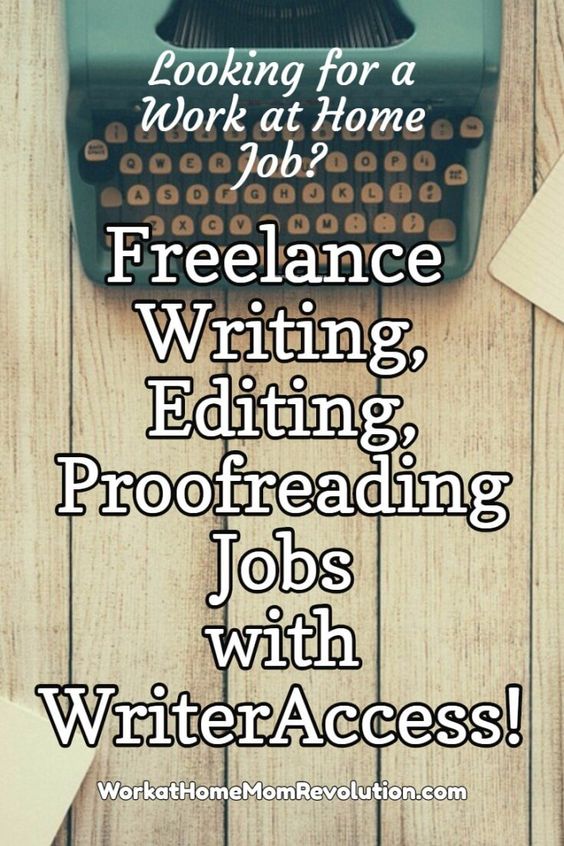 Looking for a
Work at Home
Job?
Freelance
Writing,
Editing,
Proofreading
Jobs
with
WriterAccess!
WorkatHomeMomRevolution.com